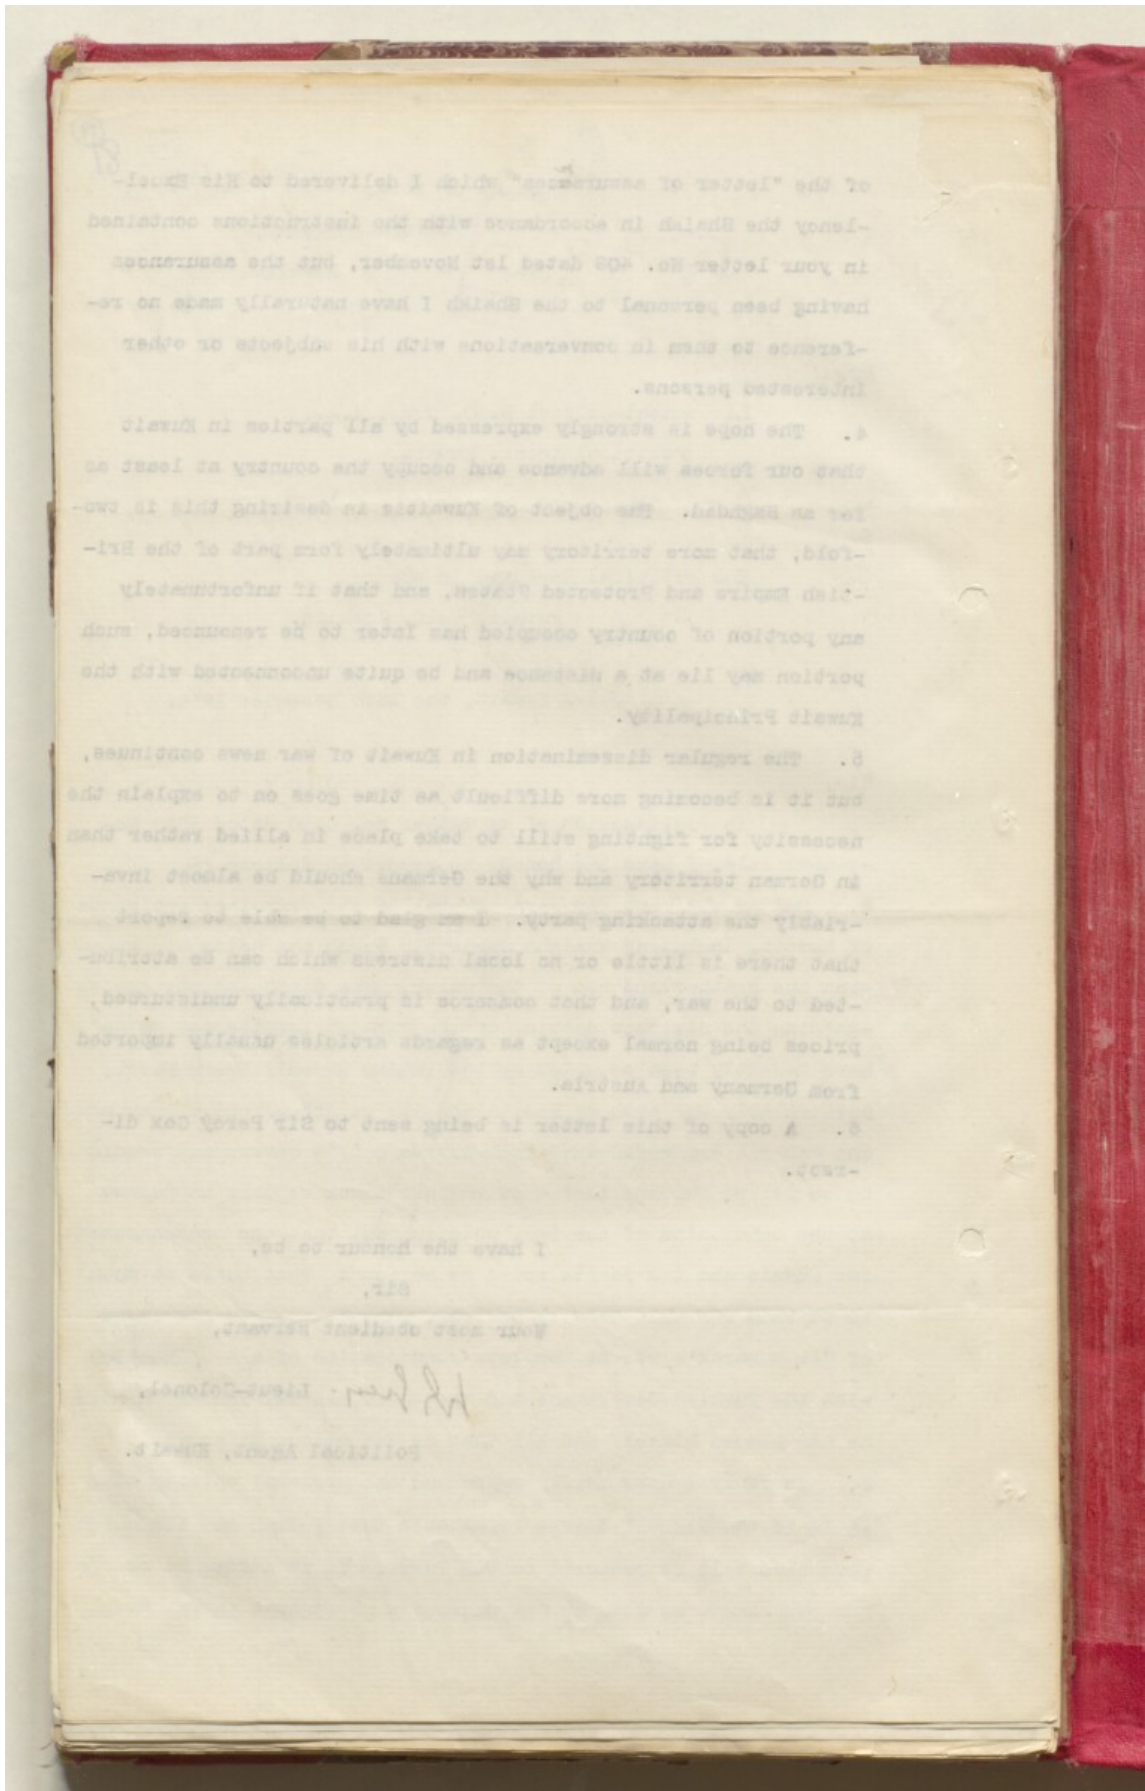 of the "letter of assurances" which I delivered to His Excel-
-lency the Shaikh in accordance with the instructions contained
in your letter No. 40S dated 1st November, but the assurances
having been personal to the Shaikh I have naturally made no re-
-ference to them in conversations with his subjects or other
interested persons.
4. The hope is strongly expressed by all parties in Kuwait
that our forces will advance and occupy the country at least as
far as Baghdad. The object of Kuwaitis in desiring this is two-
-fold, that more territory may ultimately form part of the Bri-
-tish Empire and Protected States, and that if unfortunately
any portion of country occupied has later to be renounced, such
portion may lie at a distance and be quite unconnected with the
Kuwait Principality.
5. The regular dissemination in Kuwait of war news continues,
but it is becoming more difficult as time goes on to explain the
necessity for fighting still to take place in allied rather than
in German territory and why the Germans should be almost inva-
-riably the attacking party. I am glad to be able to report
that there is little or no local distress which can be attribu-
-ted to the war, and that commerce is practically undisturbed,
prices being normal except as regards articles usually imported
from Germany and Austria.
6. A copy of this letter is being sent to Sir Percy Cox di-
-rect.
I have the honour to be,
Sir,
Your most obedient servant,
Lieut-Colonel,
Political Agent, Kuwait.